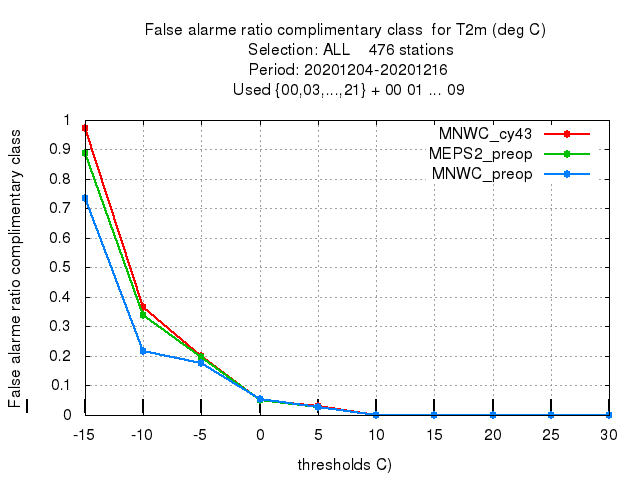 False alarme ratio complimentary class  for T2m (deg C)
Selection: ALL    476 stations
Period: 20201204-20201216
Used {00,03,...,21} + 00 01 ... 09
MNWC_cy43
MEPS2_preop
MNWC_preop
False alarme ratio complimentary class
1
0.9
0.8
0.7
0.6
0.5
0.4
0.3
0.2
0.1
0
-15 -10 -5 0 5 10 15 20 25 30
thresholds C)